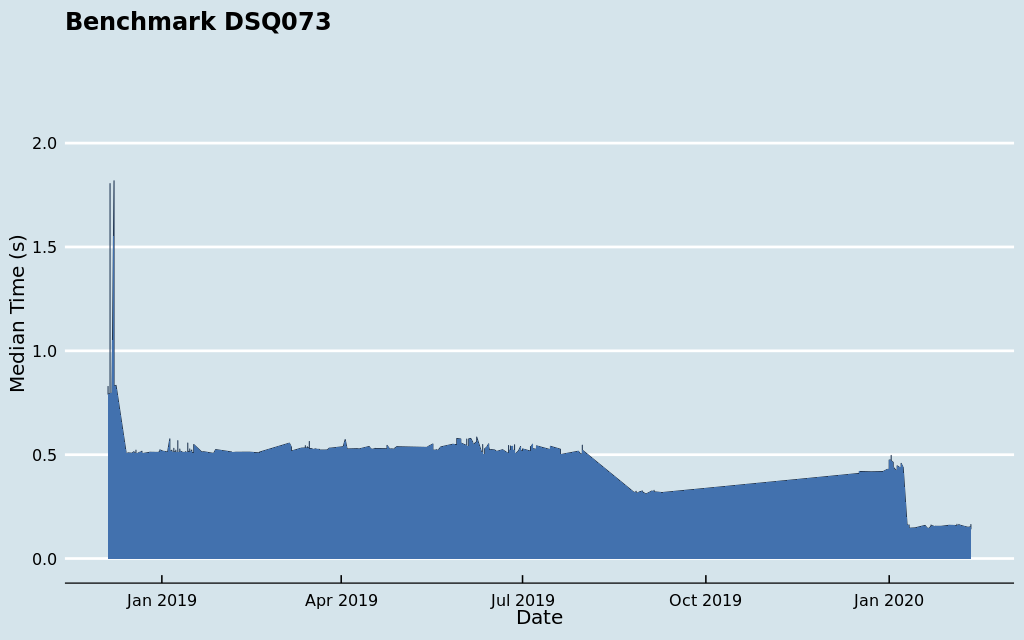 Benchmark DSQ073
Median Time (s)
2.0
1.5
1.0
0.5
0.0
Jan 2019
Apr 2019
Jul 2019
Oct 2019
Jan 2020
Date